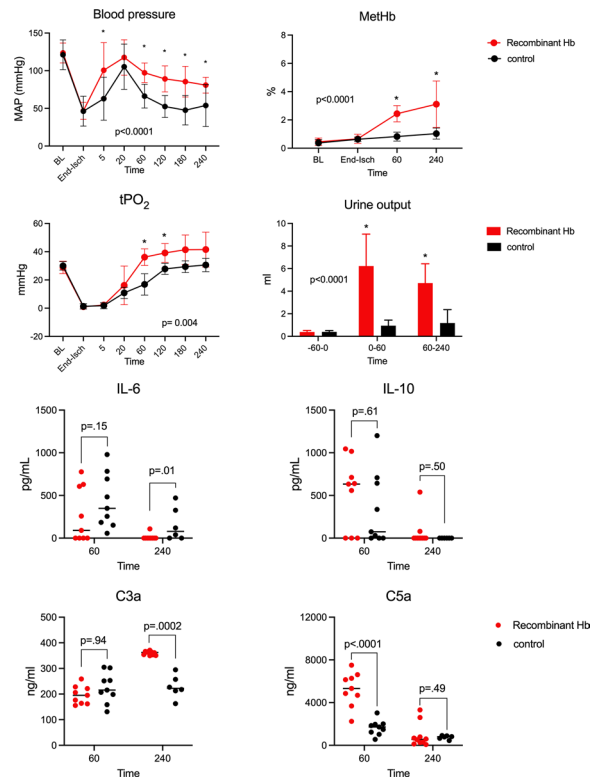 Blood pressure
MAP (mmHg)
150
100
50
0
*
*
*
*
*
p<0.0001
BL
End-Isch
5
20
60
120
180
240
Time
MetHb
%
6
4
2
0
p<0.0001
*
*
BL
End-Isch
60
240
Time
Recombinant Hb
control
tPO2
mmHg
60
40
20
0
-20
*
*
p= 0.004
BL
End-Isch
5
20
60
120
180
240
Time
Urine output
ml
10
8
6
4
2
0
p<0.0001
*
*
-60-0
0-60
60-240
Time
Recombinant Hb
control
IL-6
pg/mL
1500
1000
500
0
p=.15
p=.01
60
240
Time
IL-10
pg/mL
1500
1000
500
0
p=.61
p=.50
60
240
Time
C3a
ng/ml
500
400
300
200
100
0
p=.94
p=.0002
60
240
Time
C5a
ng/ml
12000
9000
6000
3000
0
p<.0001
p=.49
60
240
Time
Recombinant Hb
control